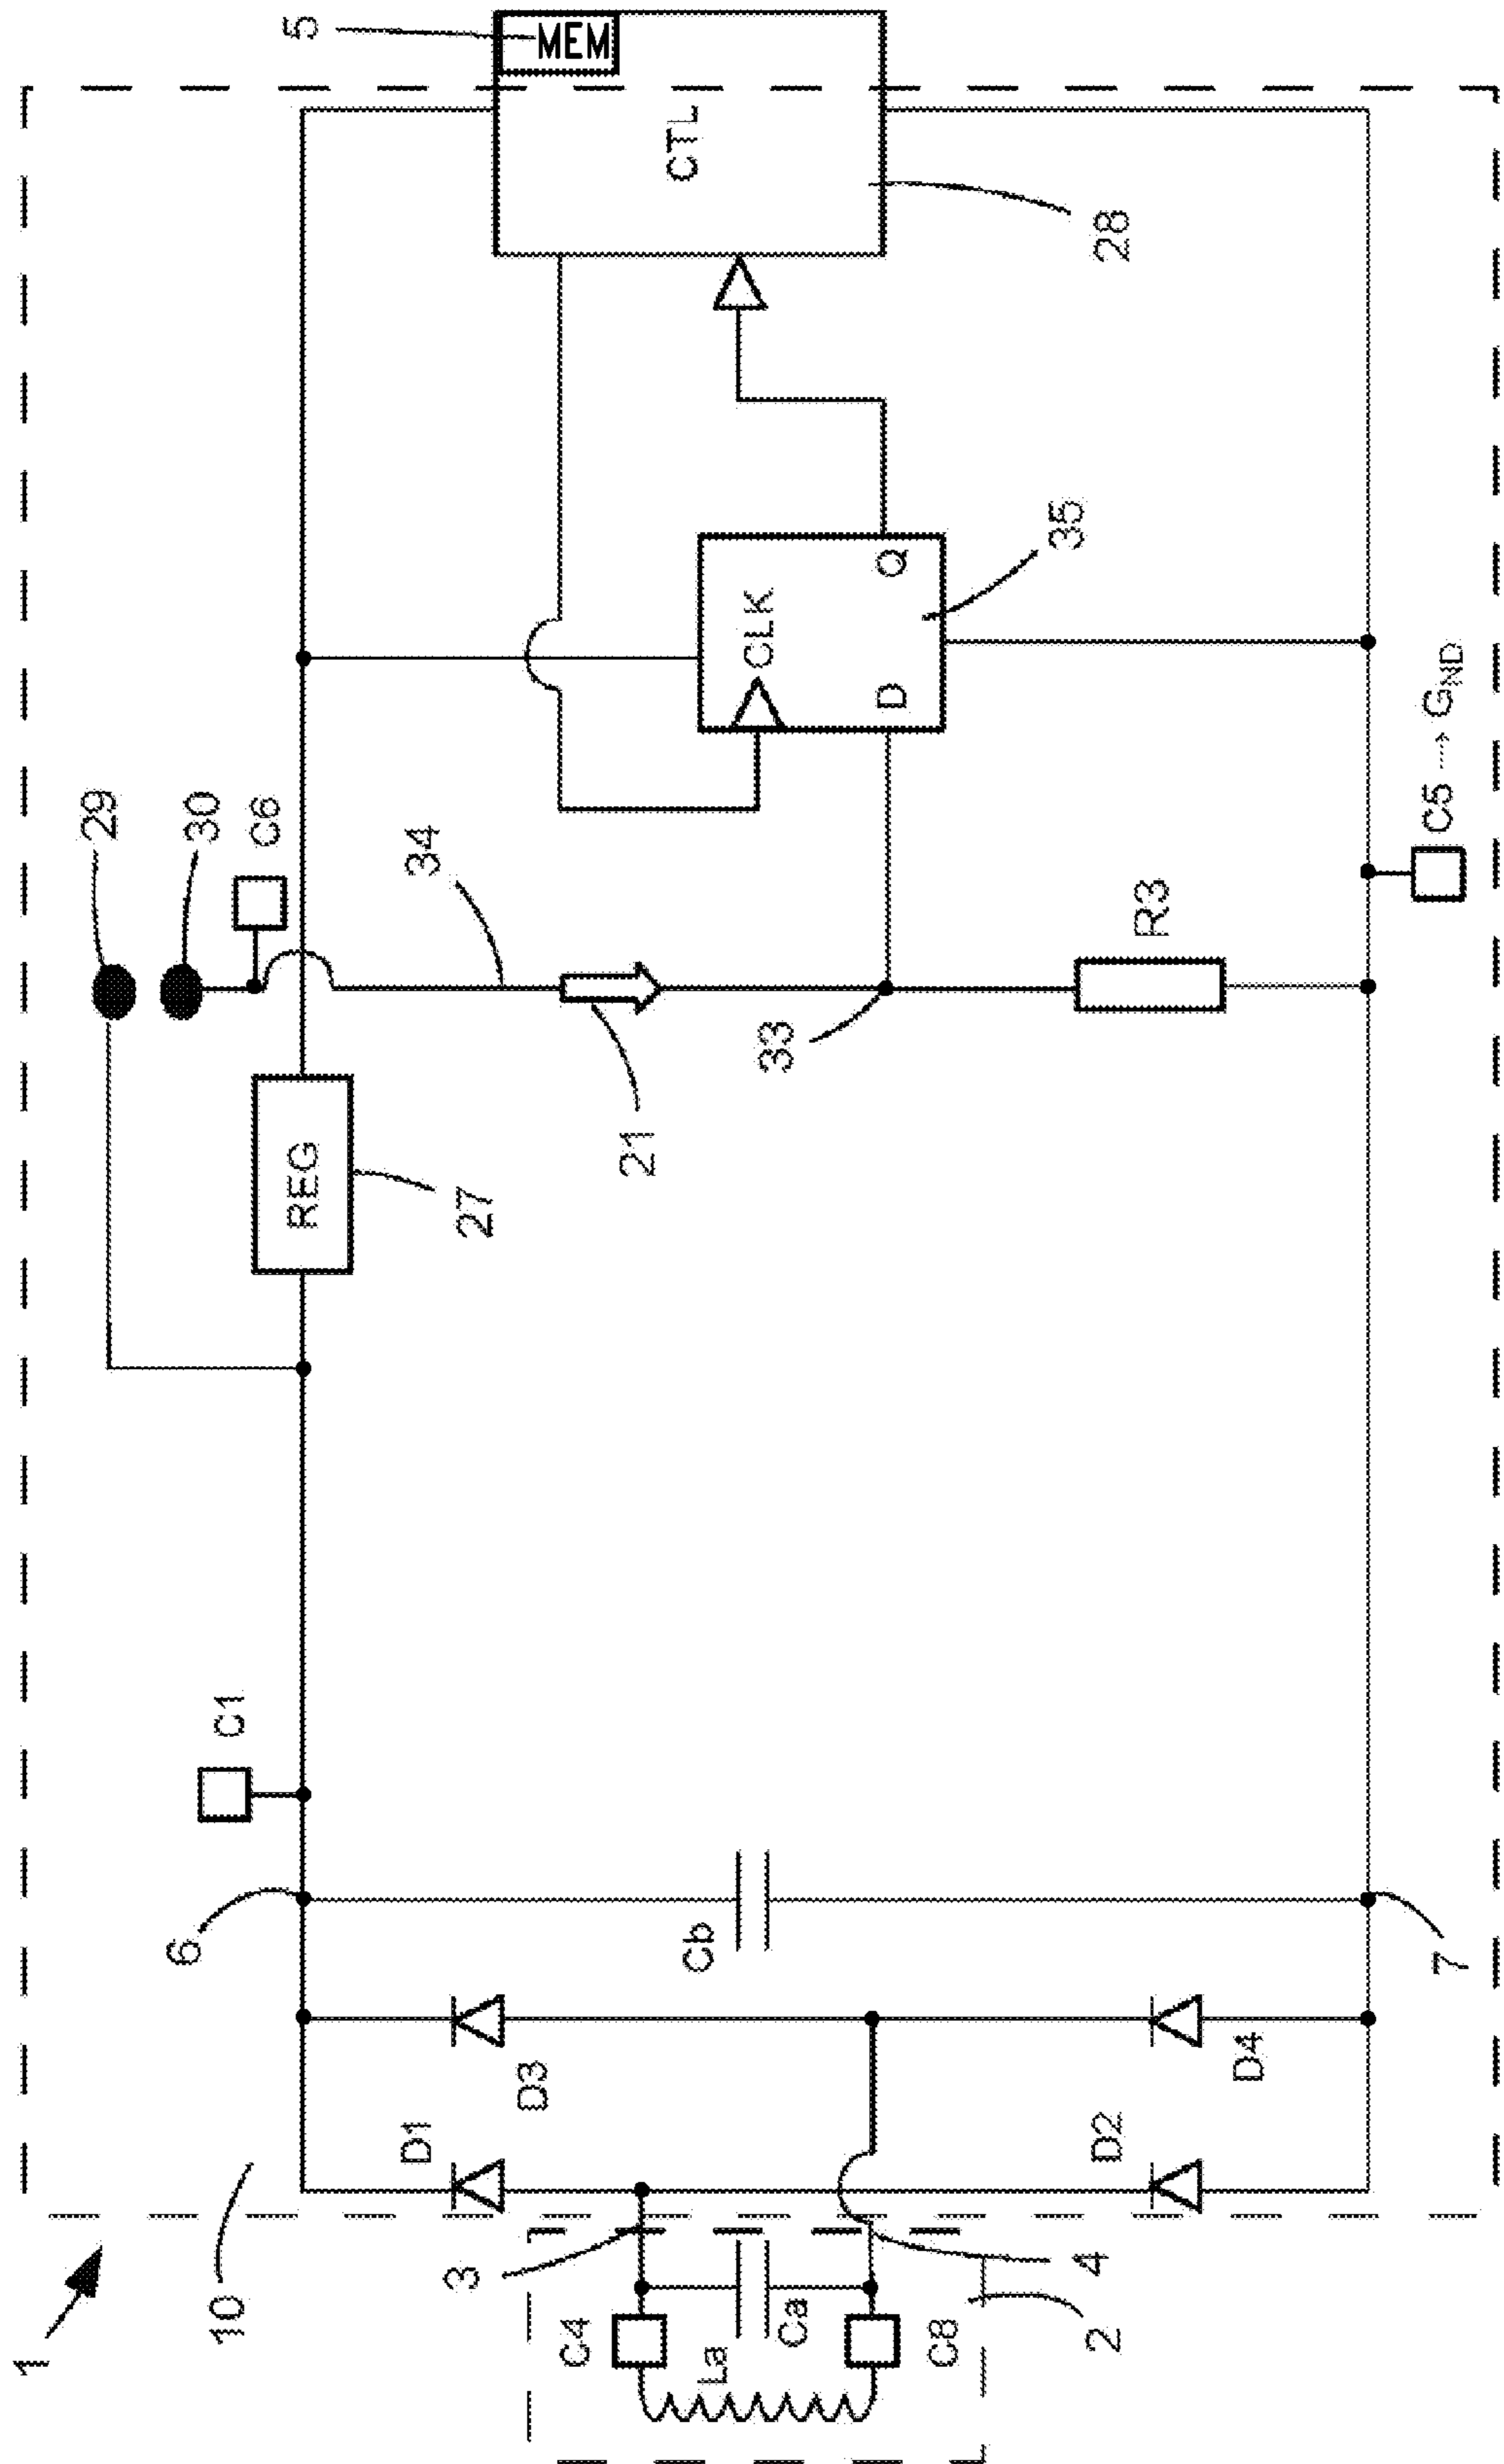 1
10
6
C1
29
30
C6
5
MEM
CTL
28
REG
27
34
21
33
CLK
D
Q
35
R3
C5 → GND
D1
D3
Cb
D2
D4
7
3
4
C4
La
Ca
C8
2